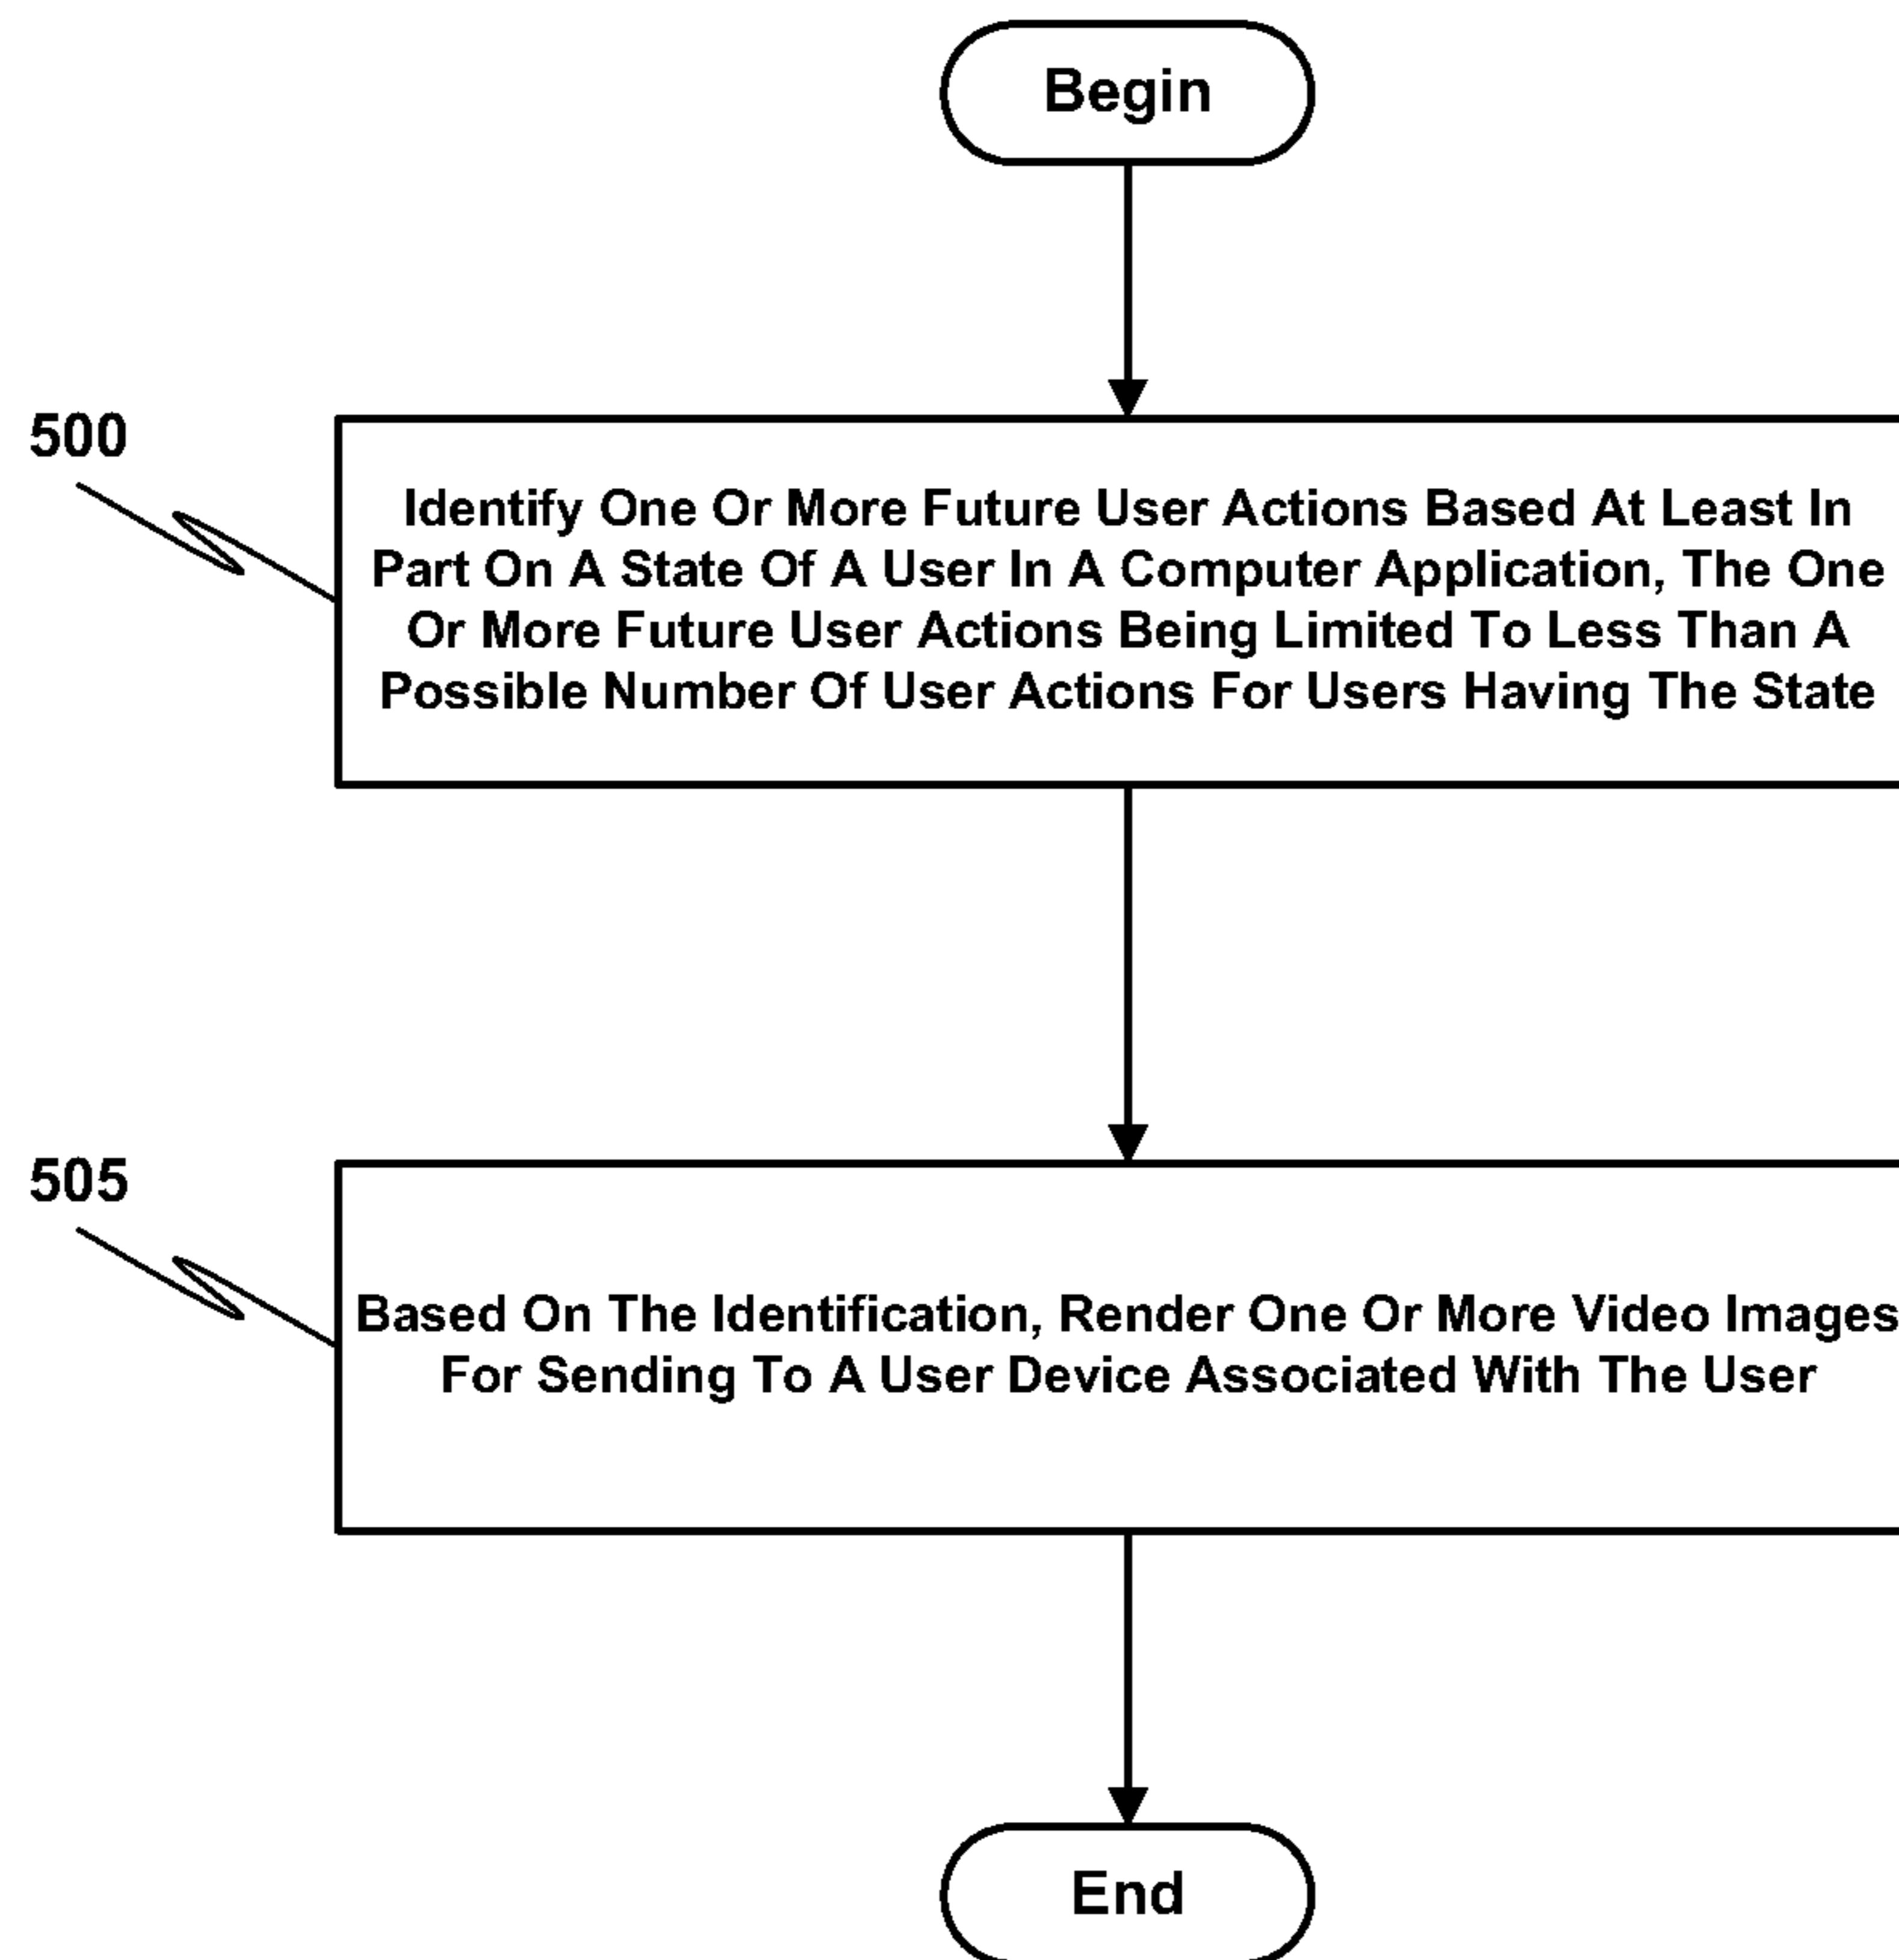 Begin
500
Identify One Or More Future User Actions Based At Least In
Part On A State Of A User In A Computer Application, The One
Or More Future User Actions Being Limited To Less Than A
Possible Number Of User Actions For Users Having The State
505
Based On The Identification, Render One Or More Video Images
For Sending To A User Device Associated With The User
End